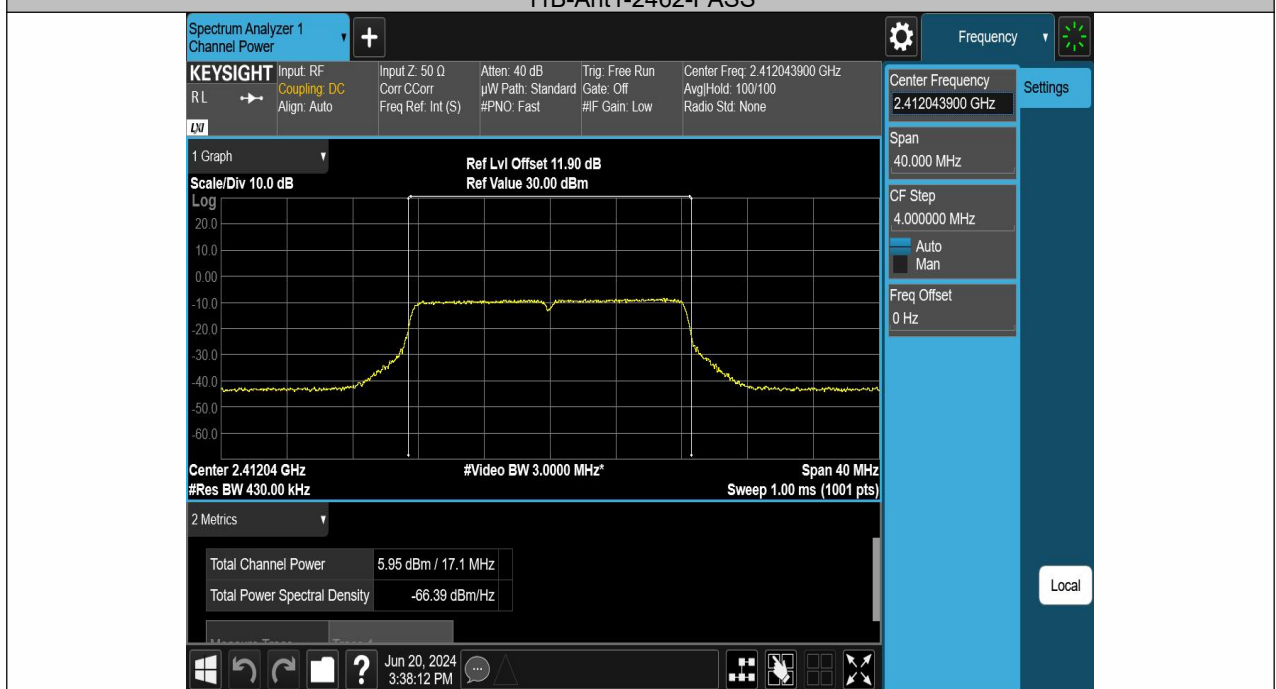 11B-Ant1-2462-PASS
Spectrum Analyzer 1
Channel Power
+
Frequency
KEYSIGHT
R L
LXI
Input: RF
Coupling: DC
Align: Auto
Input Z: 50 Ω
Corr CCorr
Freq Ref: Int (S)
Atten: 40 dB
µW Path: Standard
#PNO: Fast
Trig: Free Run
Gate: Off
#IF Gain: Low
Center Freq: 2.412043900 GHz
Avg|Hold: 100/100
Radio Std: None
Center Frequency
2.412043900 GHz
Settings
Span
40.000 MHz
CF Step
4.000000 MHz
Auto
Man
Freq Offset
0 Hz
1 Graph
Scale/Div 10.0 dB
Ref Lvl Offset 11.90 dB
Ref Value 30.00 dBm
Log
20.0
10.0
0.00
-10.0
-20.0
-30.0
-40.0
-50.0
-60.0
Center 2.41204 GHz
#Video BW 3.0000 MHz*
Span 40 MHz
#Res BW 430.00 kHz
Sweep 1.00 ms (1001 pts)
2 Metrics
Total Channel Power 5.95 dBm / 17.1 MHz
Total Power Spectral Density -66.39 dBm/Hz
Local
?
Jun 20, 2024
3:38:12 PM